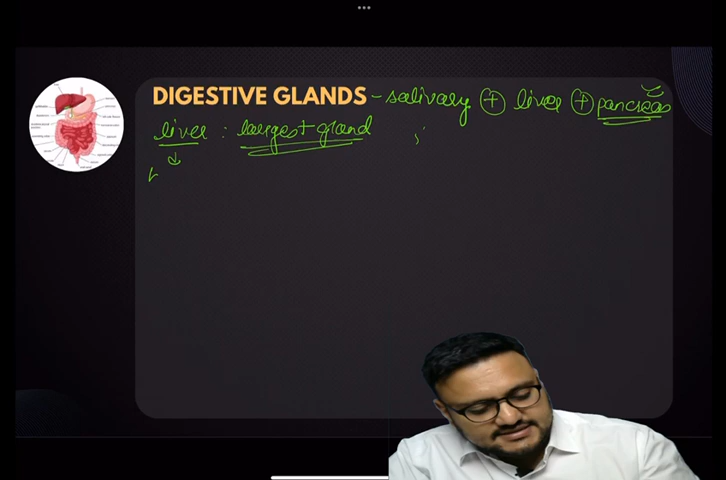 DIGESTIVE GLANDS - salivary + liver + pancreas
liver : largest gland